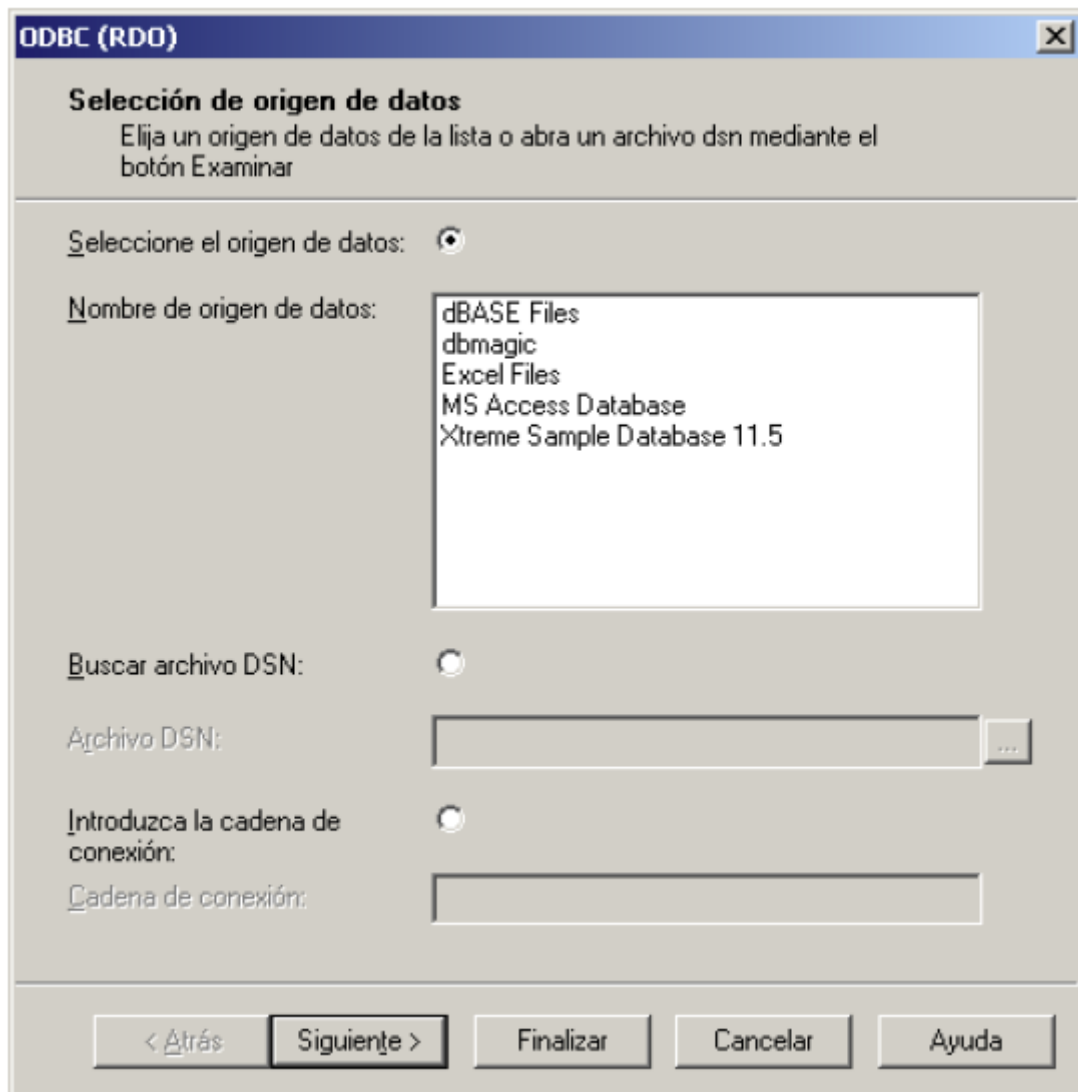 ODBC (RDO)
Selección de origen de datos
Elija un origen de datos de la lista o abra un archivo dsn mediante el
botón Examinar
Seleccione el origen de datos:
Nombre de origen de datos:
dBASE Files
dbmagic
Excel Files
MS Access Database
Xtreme Sample Database 11.5
Buscar archivo DSN:
Archivo DSN:
...
Introduzca la cadena de
conexión:
Cadena de conexión:
< Atrás Siguiente > Finalizar Cancelar Ayuda